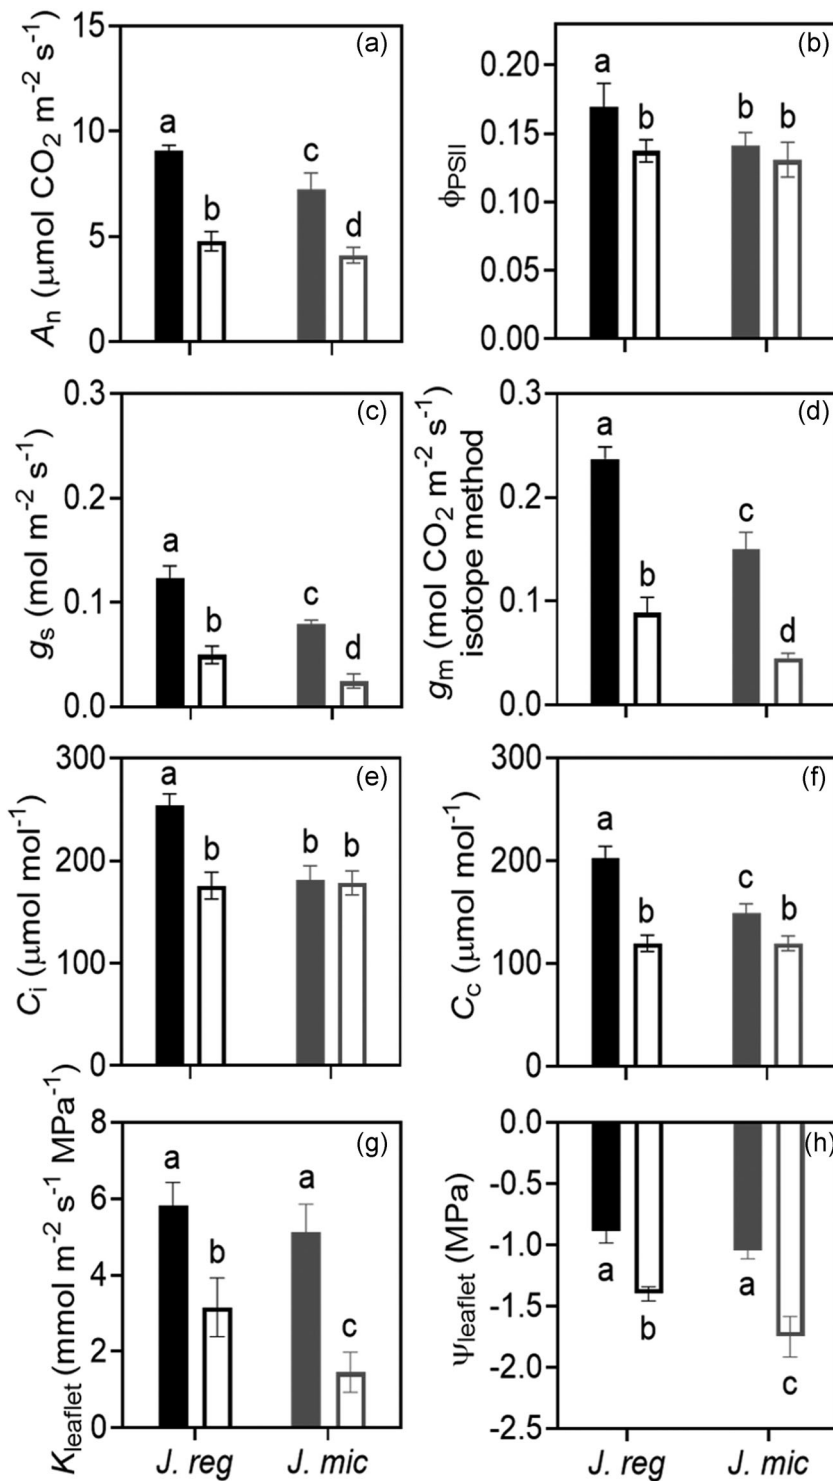 (a)
15
10
5
0
An (μmol CO2 m-2 s-1)
a
b
c
d
(b)
0.20
0.15
0.10
0.05
0.00
ϕPSII
a
b
b
b
(c)
0.3
0.2
0.1
0.0
gs (mol m-2 s-1)
a
b
c
d
(d)
0.3
0.2
0.1
0.0
gm (mol CO2 m-2 s-1)
isotope method
a
b
c
d
(e)
300
200
100
0
Ci (μmol mol-1)
a
b
b
b
(f)
300
200
100
0
Cc (μmol mol-1)
a
b
c
b
(g)
8
6
4
2
0
Kleaflet (mmol m-2 s-1 MPa-1)
a
b
a
c
J. reg
J. mic
(h)
0.0
-0.5
-1.0
-1.5
-2.0
-2.5
Ψleaflet (MPa)
a
b
a
c
J. reg
J. mic